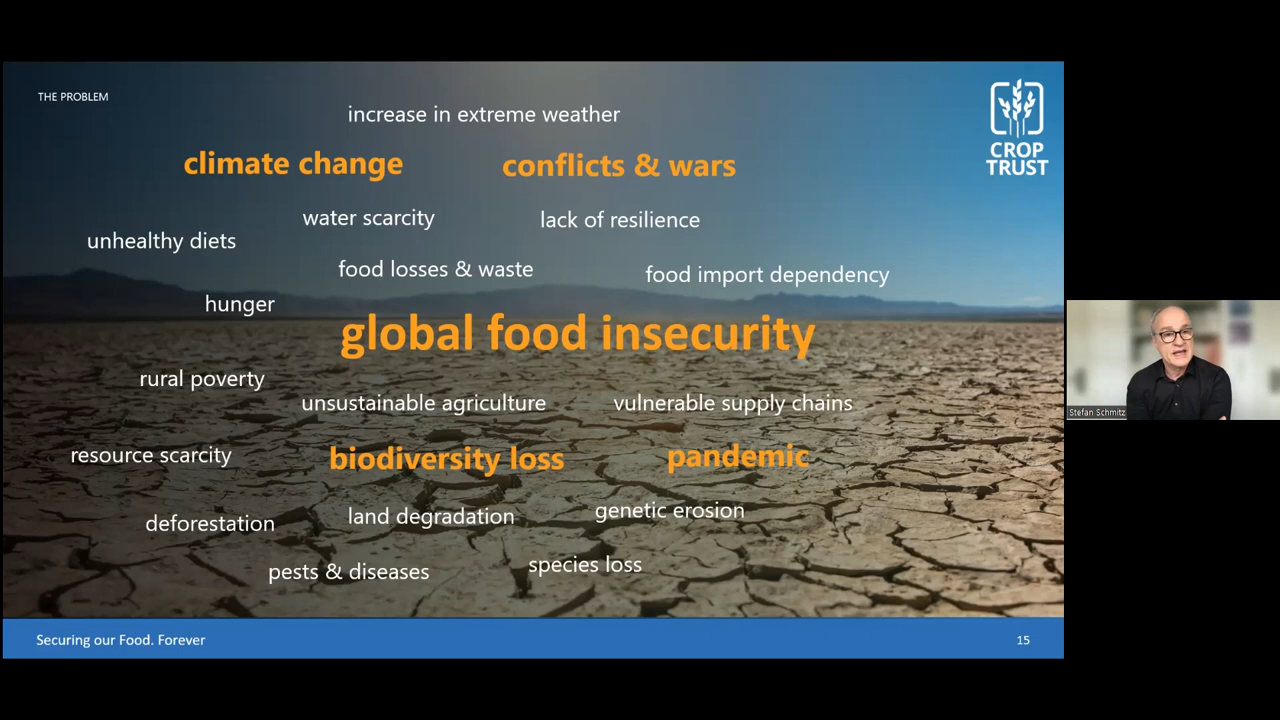 THE PROBLEM
increase in extreme weather
CROP
TRUST
climate change
conflicts & wars
water scarcity
lack of resilience
unhealthy diets
food losses & waste
food import dependency
hunger
global food insecurity
rural poverty
unsustainable agriculture
vulnerable supply chains
resource scarcity
biodiversity loss
pandemic
deforestation
land degradation
genetic erosion
pests & diseases
species loss
Stefan Schmitz
Securing our Food. Forever
15